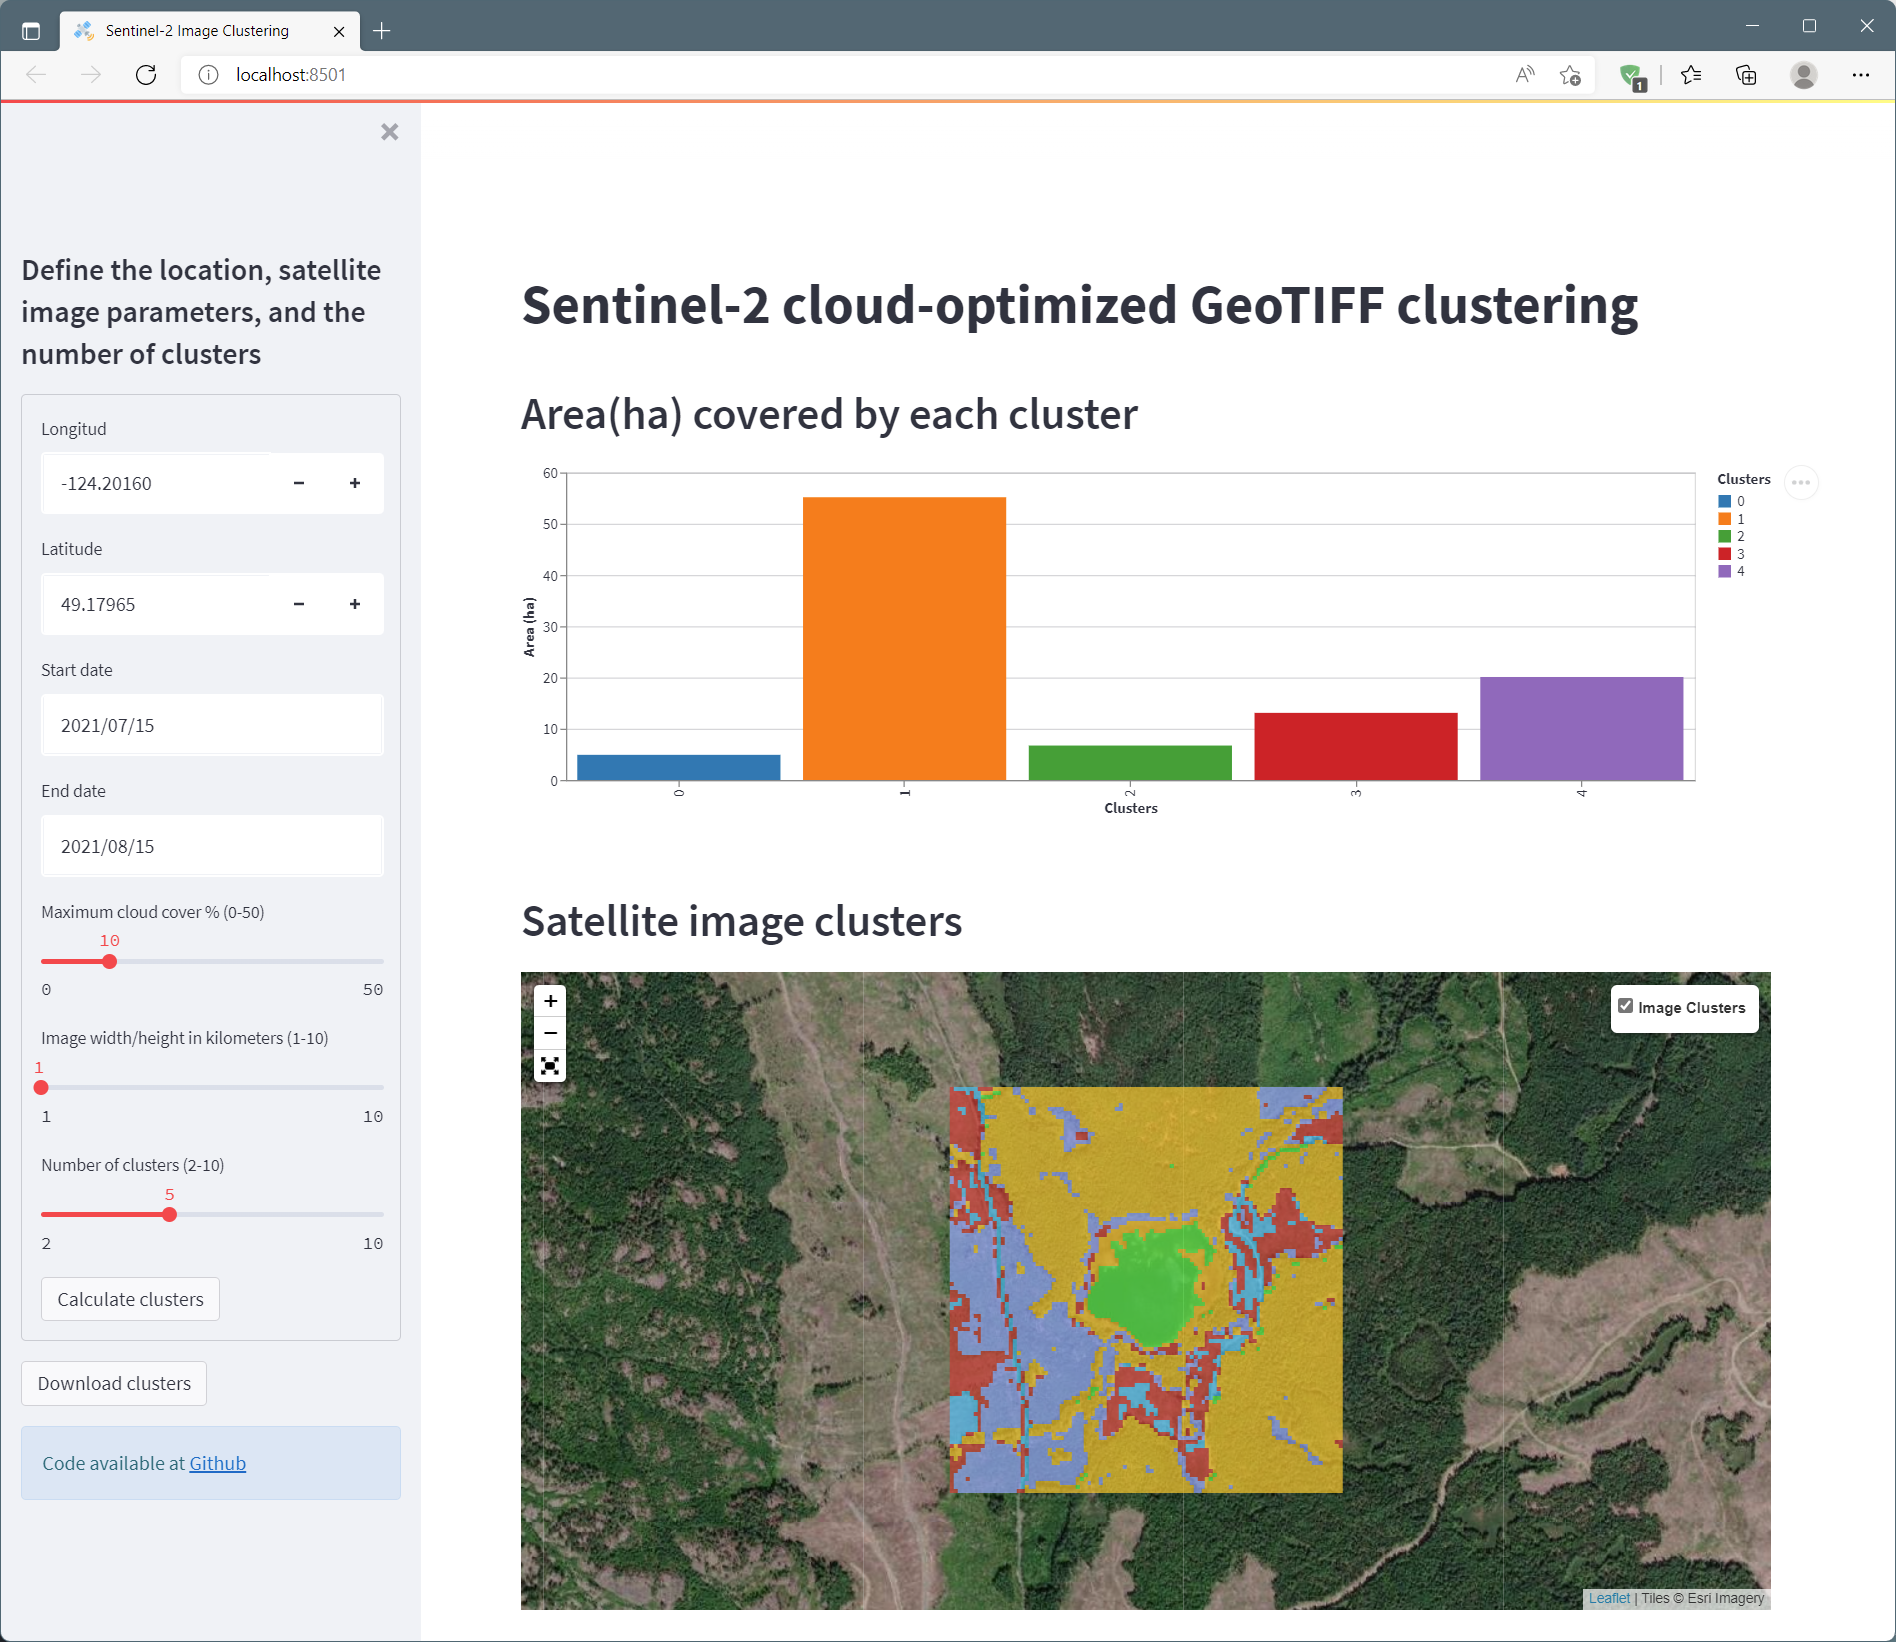 Sentinel-2 Image Clustering
localhost:8501
1
Define the location, satellite
image parameters, and the
number of clusters
Longitud
-124.20160
Latitude
49.17965
Start date
2021/07/15
End date
2021/08/15
Maximum cloud cover % (0-50)
10
0 50
Image width/height in kilometers (1-10)
1
1 10
Number of clusters (2-10)
5
2 10
Calculate clusters
Download clusters
Code available at Github
Sentinel-2 cloud-optimized GeoTIFF clustering
Area(ha) covered by each cluster
60
50
40
30
20
10
0
Area (ha)
0 1 2 3 4
Clusters
Clusters
0
1
2
3
4
Satellite image clusters
+
−
Image Clusters
Leaflet | Tiles © Esri Imagery